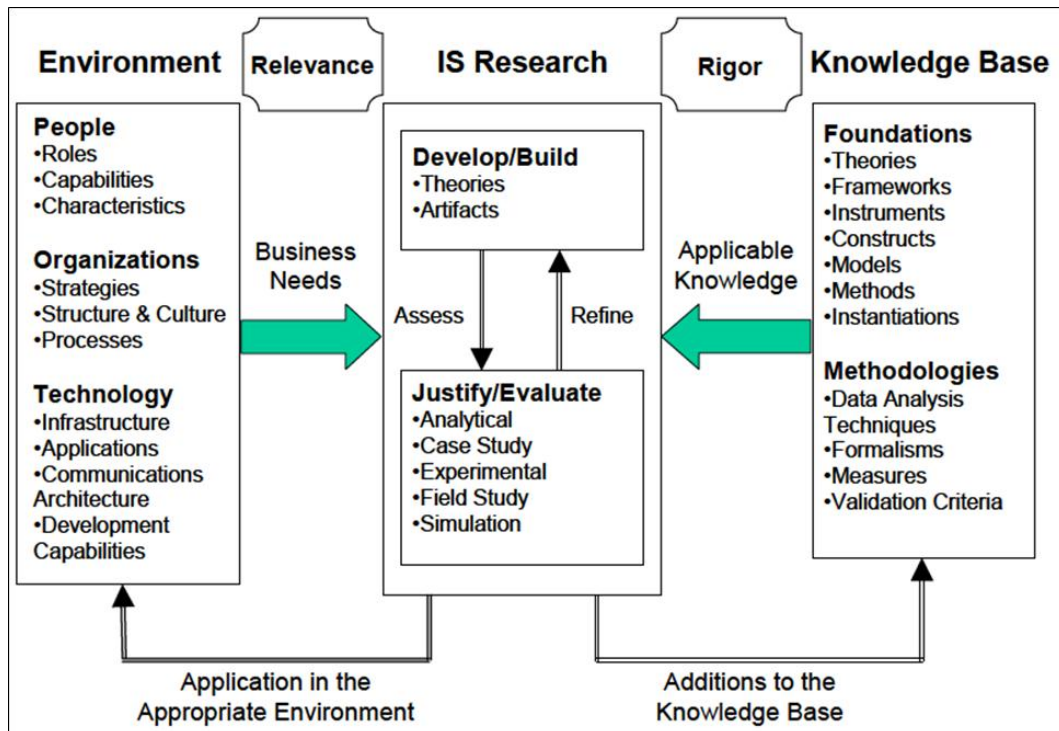 Environment
Relevance
IS Research
Rigor
Knowledge Base
People
•Roles
•Capabilities
•Characteristics
Organizations
•Strategies
•Structure & Culture
•Processes
Technology
•Infrastructure
•Applications
•Communications
Architecture
•Development
Capabilities
Business
Needs
Develop/Build
•Theories
•Artifacts
Assess
Refine
Justify/Evaluate
•Analytical
•Case Study
•Experimental
•Field Study
•Simulation
Applicable
Knowledge
Foundations
•Theories
•Frameworks
•Instruments
•Constructs
•Models
•Methods
•Instantiations
Methodologies
•Data Analysis
Techniques
•Formalisms
•Measures
•Validation Criteria
Application in the
Appropriate Environment
Additions to the
Knowledge Base